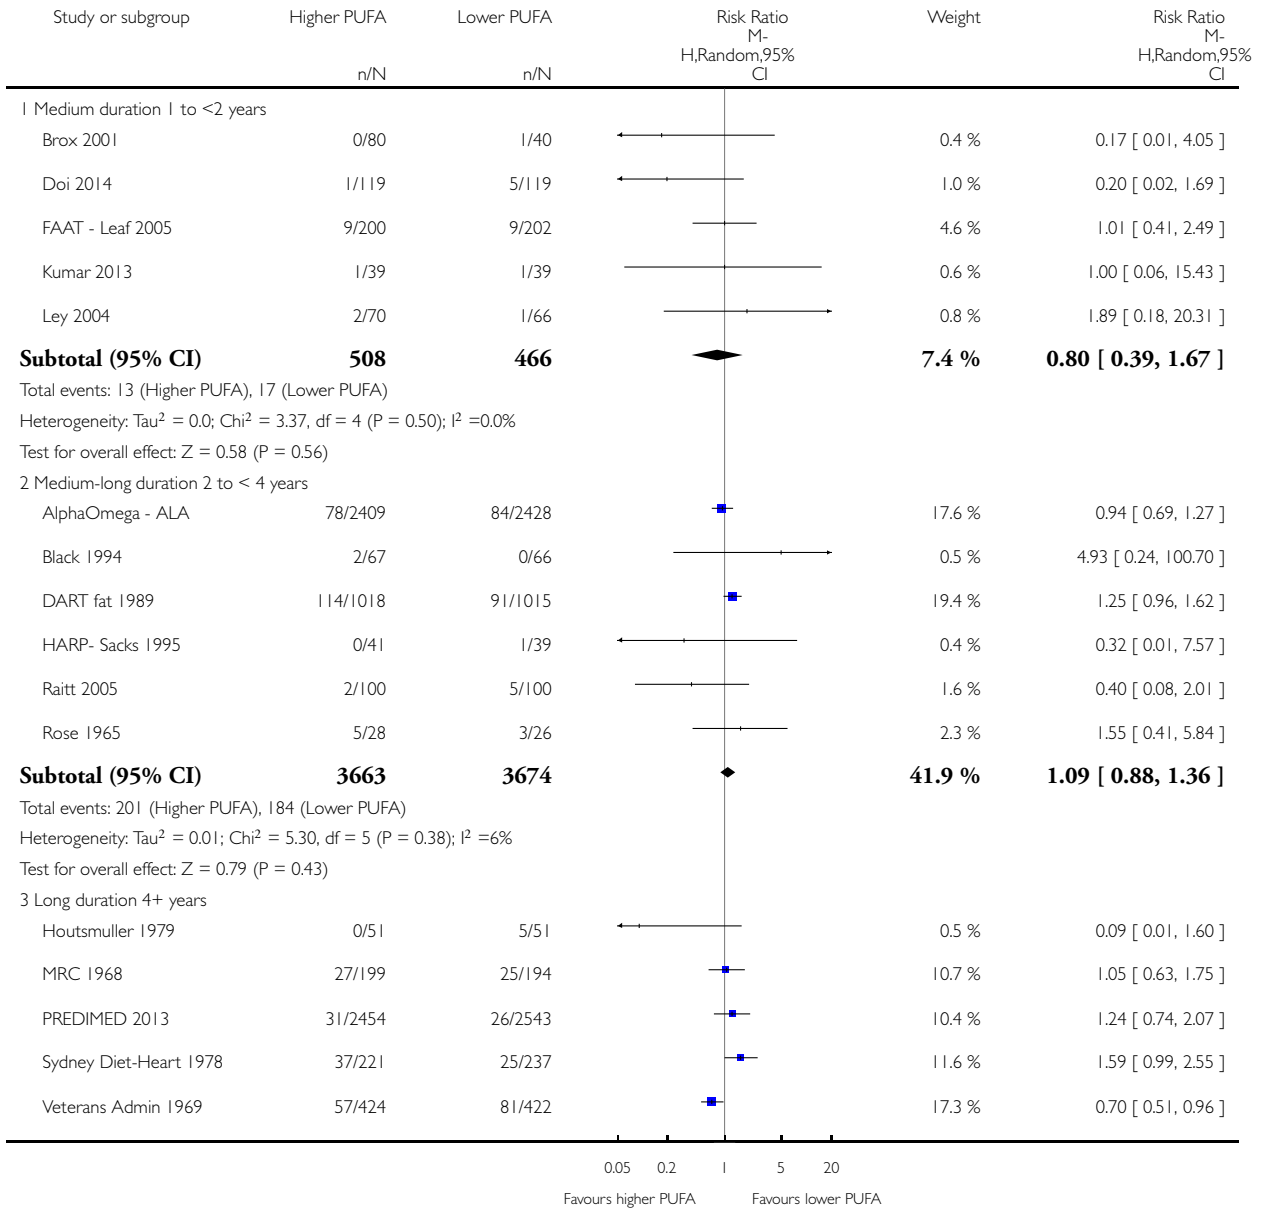 Study or subgroup Higher PUFA Lower PUFA Risk Ratio Weight Risk Ratio
M- M-
H,Random,95% H,Random,95%
n/N n/N CI CI
1 Medium duration 1 to <2 years
Brox 2001 0/80 1/40 0.4 % 0.17 [ 0.01, 4.05 ]
Doi 2014 1/119 5/119 1.0 % 0.20 [ 0.02, 1.69 ]
FAAT - Leaf 2005 9/200 9/202 4.6 % 1.01 [ 0.41, 2.49 ]
Kumar 2013 1/39 1/39 0.6 % 1.00 [ 0.06, 15.43 ]
Ley 2004 2/70 1/66 0.8 % 1.89 [ 0.18, 20.31 ]
Subtotal (95% CI) 508 466 7.4 % 0.80 [ 0.39, 1.67 ]
Total events: 13 (Higher PUFA), 17 (Lower PUFA)
Heterogeneity: Tau² = 0.0; Chi² = 3.37, df = 4 (P = 0.50); I² =0.0%
Test for overall effect: Z = 0.58 (P = 0.56)
2 Medium-long duration 2 to < 4 years
AlphaOmega - ALA 78/2409 84/2428 17.6 % 0.94 [ 0.69, 1.27 ]
Black 1994 2/67 0/66 0.5 % 4.93 [ 0.24, 100.70 ]
DART fat 1989 114/1018 91/1015 19.4 % 1.25 [ 0.96, 1.62 ]
HARP- Sacks 1995 0/41 1/39 0.4 % 0.32 [ 0.01, 7.57 ]
Raitt 2005 2/100 5/100 1.6 % 0.40 [ 0.08, 2.01 ]
Rose 1965 5/28 3/26 2.3 % 1.55 [ 0.41, 5.84 ]
Subtotal (95% CI) 3663 3674 41.9 % 1.09 [ 0.88, 1.36 ]
Total events: 201 (Higher PUFA), 184 (Lower PUFA)
Heterogeneity: Tau² = 0.01; Chi² = 5.30, df = 5 (P = 0.38); I² =6%
Test for overall effect: Z = 0.79 (P = 0.43)
3 Long duration 4+ years
Houtsmuller 1979 0/51 5/51 0.5 % 0.09 [ 0.01, 1.60 ]
MRC 1968 27/199 25/194 10.7 % 1.05 [ 0.63, 1.75 ]
PREDIMED 2013 31/2454 26/2543 10.4 % 1.24 [ 0.74, 2.07 ]
Sydney Diet-Heart 1978 37/221 25/237 11.6 % 1.59 [ 0.99, 2.55 ]
Veterans Admin 1969 57/424 81/422 17.3 % 0.70 [ 0.51, 0.96 ]
0.05 0.2 1 5 20
Favours higher PUFA Favours lower PUFA